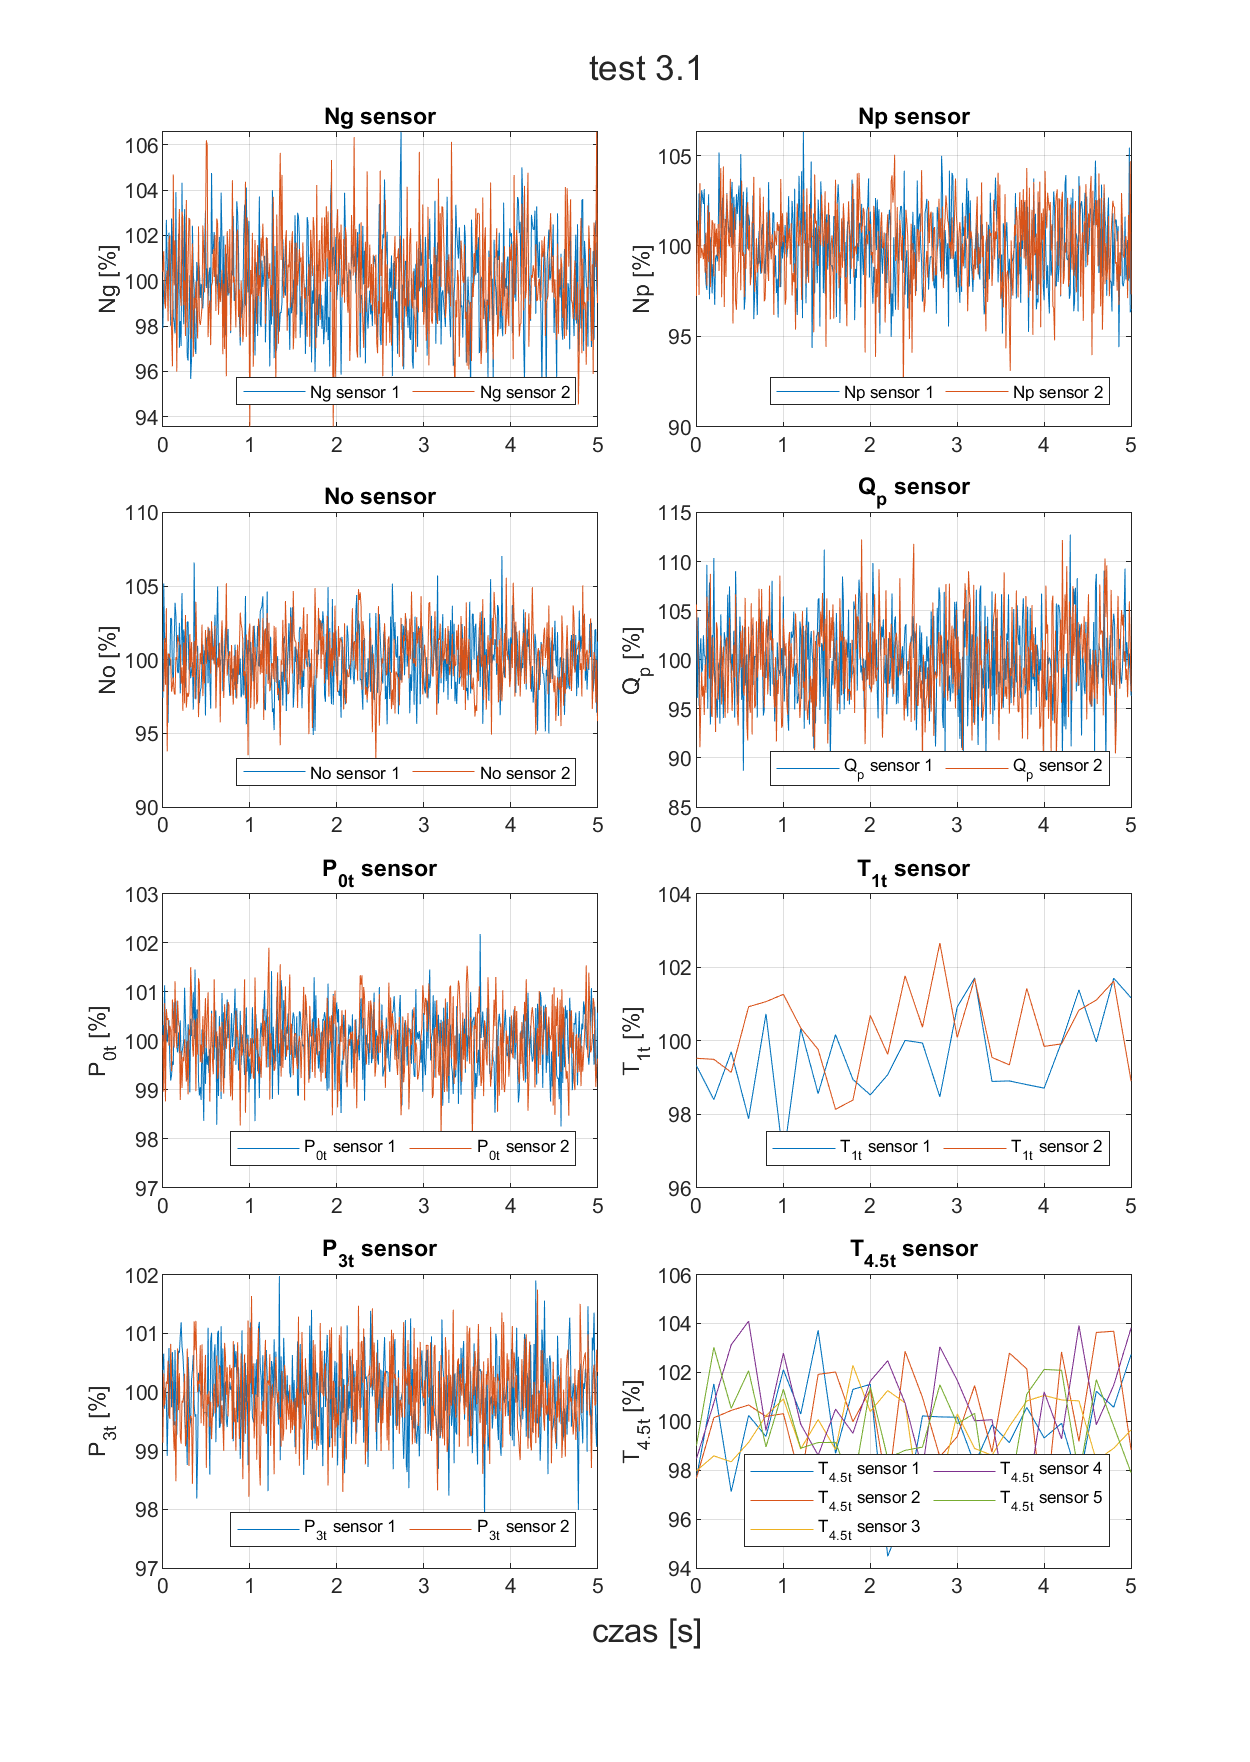 test 3.1
Ng sensor
Ng [%]
106
104
102
100
98
96
94
0 1 2 3 4 5
Ng sensor 1 Ng sensor 2
Np sensor
Np [%]
105
100
95
90
0 1 2 3 4 5
Np sensor 1 Np sensor 2
No sensor
No [%]
110
105
100
95
90
0 1 2 3 4 5
No sensor 1 No sensor 2
Qp sensor
Qp [%]
115
110
105
100
95
90
85
0 1 2 3 4 5
Qp sensor 1 Qp sensor 2
P0t sensor
P0t [%]
103
102
101
100
99
98
97
0 1 2 3 4 5
P0t sensor 1 P0t sensor 2
T1t sensor
T1t [%]
104
102
100
98
96
0 1 2 3 4 5
T1t sensor 1 T1t sensor 2
P3t sensor
P3t [%]
102
101
100
99
98
97
0 1 2 3 4 5
P3t sensor 1 P3t sensor 2
T4.5t sensor
T4.5t [%]
106
104
102
100
98
96
94
0 1 2 3 4 5
T4.5t sensor 1 T4.5t sensor 4
T4.5t sensor 2 T4.5t sensor 5
T4.5t sensor 3
czas [s]